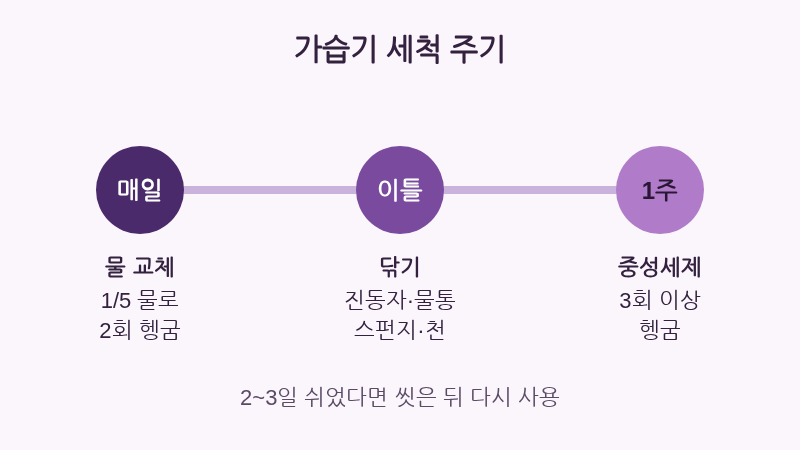 가습기 세척 주기
매일
이틀
1주
물 교체
1/5 물로
2회 헹굼
닦기
진동자·물통
스펀지·천
중성세제
3회 이상
헹굼
2~3일 쉬었다면 씻은 뒤 다시 사용